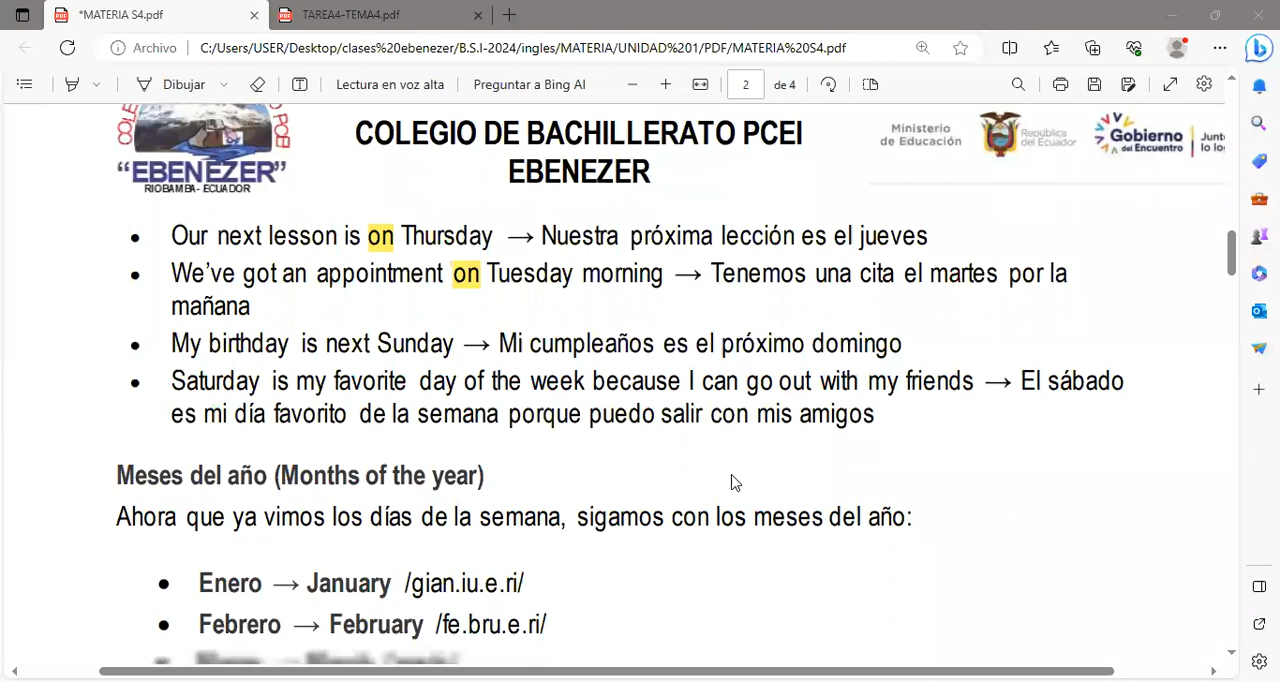 *MATERIA S4.pdf
TAREA4-TEMA4.pdf
Archivo
C:/Users/USER/Desktop/clases%20ebenezer/B.S.I-2024/ingles/MATERIA/UNIDAD%201/PDF/MATERIA%20S4.pdf
Dibujar
Lectura en voz alta
Preguntar a Bing AI
2 de 4
"EBENEZER"
RIOBAMBA- ECUADOR
COLEGIO DE BACHILLERATO PCEI
EBENEZER
Ministerio
de Educación
República
del Ecuador
Gobierno
del Encuentro
Junt
lo lo
• Our next lesson is on Thursday → Nuestra próxima lección es el jueves
• We've got an appointment on Tuesday morning → Tenemos una cita el martes por la
mañana
• My birthday is next Sunday → Mi cumpleaños es el próximo domingo
• Saturday is my favorite day of the week because I can go out with my friends → El sábado
es mi día favorito de la semana porque puedo salir con mis amigos
Meses del año (Months of the year)
Ahora que ya vimos los días de la semana, sigamos con los meses del año:
• Enero → January /gian.iu.e.ri/
• Febrero → February /fe.bru.e.ri/